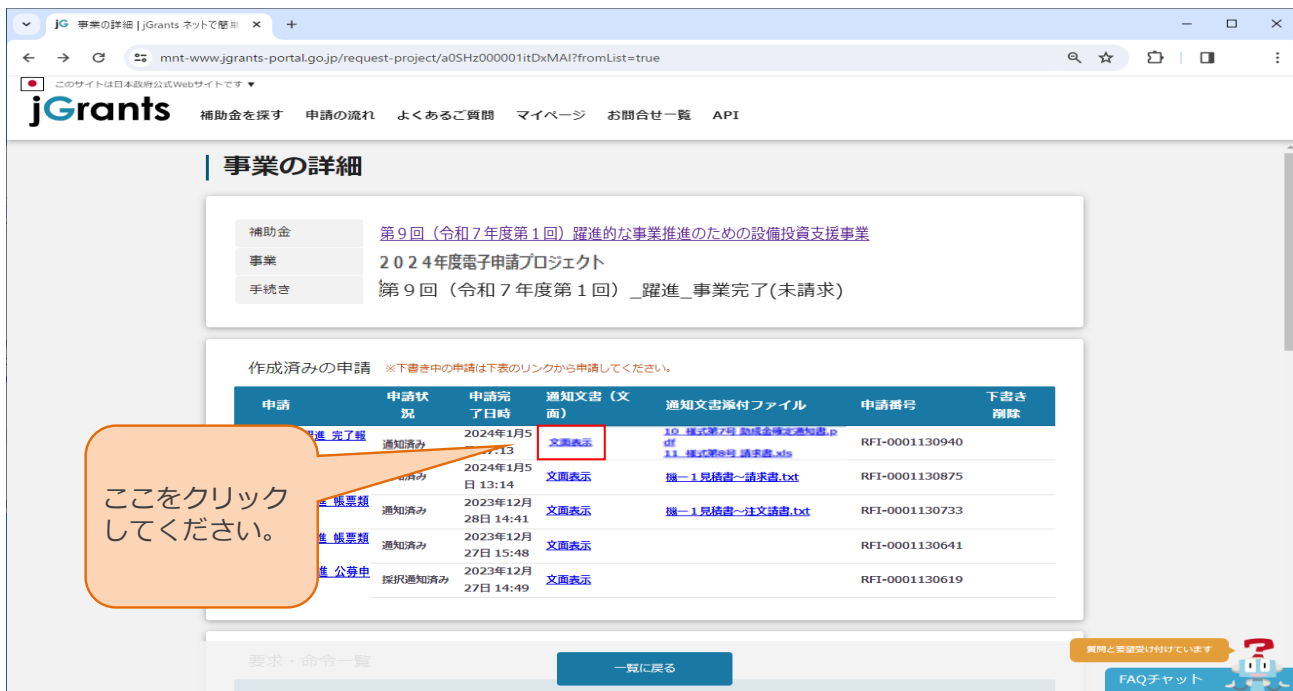 jG 事業の詳細 | jGrants ネットで簡単
mnt-www.jgrants-portal.go.jp/request-project/a0SHz000001itDxMAI?fromList=true
このサイトは日本政府公式Webサイトです ▼
jGrants 補助金を探す 申請の流れ よくあるご質問 マイページ お問合せ一覧 API
事業の詳細
補助金 第９回（令和７年度第１回）躍進的な事業推進のための設備投資支援事業
事業 ２０２４年度電子申請プロジェクト
手続き 第９回（令和７年度第１回）_躍進_事業完了(未請求)
作成済みの申請 ※下書き中の申請は下表のリンクから申請してください。
申請 申請状況 申請完了日時 通知文書（文面） 通知文書添付ファイル 申請番号 下書き削除
進_完了報 通知済み 2024年1月5 :13 文面表示 10_様式第7号 助成金確定通知書.pdf
11_様式第8号 請求書.xls RFI-0001130940
済み 2024年1月5日 13:14 文面表示 機―１見積書～請求書.txt RFI-0001130875
進_帳票類 通知済み 2023年12月28日 14:41 文面表示 機―１見積書～注文請書.txt RFI-0001130733
進_帳票類 通知済み 2023年12月27日 15:48 文面表示 RFI-0001130641
進_公募申 採択通知済み 2023年12月27日 14:49 文面表示 RFI-0001130619
ここをクリック
してください。
要求・命令一覧
一覧に戻る
質問と要望受け付けています
FAQチャット